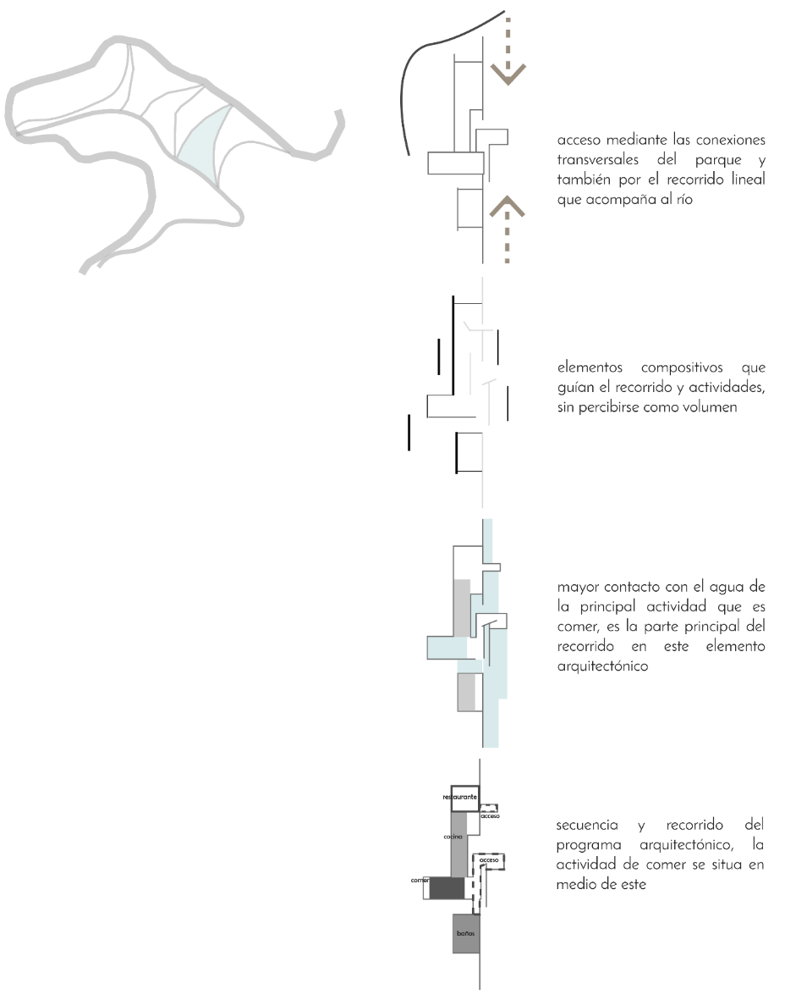 acceso mediante las conexiones
transversales del parque y
también por el recorrido lineal
que acompaña al río
elementos compositivos que
guían el recorrido y actividades,
sin percibirse como volumen
mayor contacto con el agua de
la principal actividad que es
comer, es la parte principal del
recorrido en este elemento
arquitectónico
restaurante
acceso
cocina
acceso
comer
baños
secuencia y recorrido del
programa arquitectónico, la
actividad de comer se situa en
medio de este